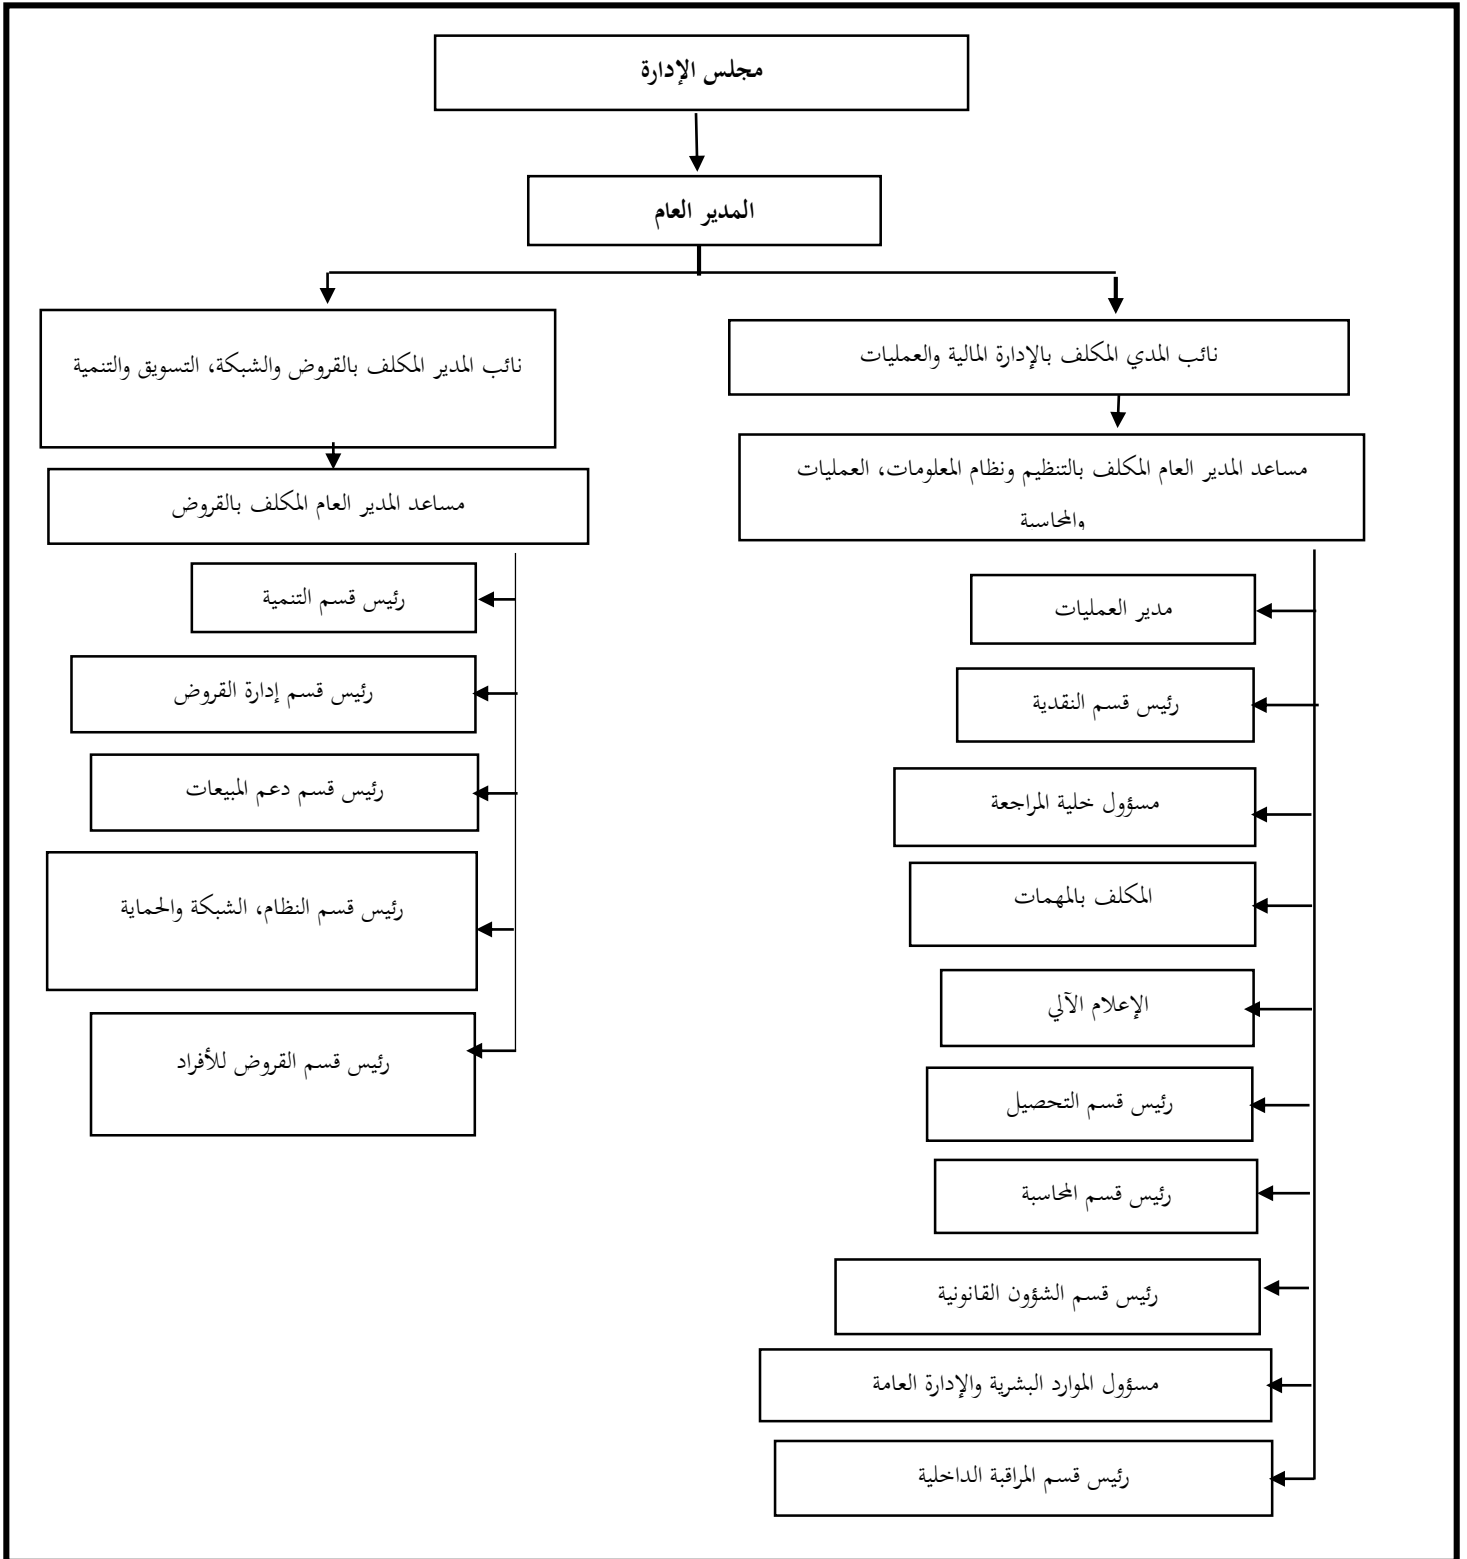 مجلس الإدارة
المدير العام
نائب المدي المكلف بالإدارة المالية والعمليات
مساعد المدير العام المكلف بالتنظيم ونظام المعلومات، العمليات
والمحاسبة
مدير العمليات
رئيس قسم النقدية
مسؤول خلية المراجعة
المكلف بالمهمات
الإعلام الآلي
رئيس قسم التحصيل
رئيس قسم المحاسبة
رئيس قسم الشؤون القانونية
مسؤول الموارد البشرية والإدارة العامة
رئيس قسم المراقبة الداخلية
نائب المدير المكلف بالقروض والشبكة، التسويق والتنمية
مساعد المدير العام المكلف بالقروض
رئيس قسم التنمية
رئيس قسم إدارة القروض
رئيس قسم دعم المبيعات
رئيس قسم النظام، الشبكة والحماية
رئيس قسم القروض للأفراد